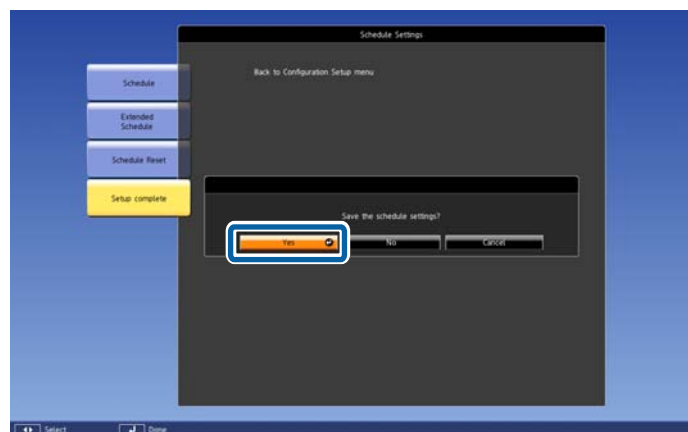 Schedule Settings
Back to Configuration Setup menu
Schedule
Extended
Schedule
Schedule Reset
Setup complete
Save the schedule settings?
Yes
No
Cancel
Select
Done